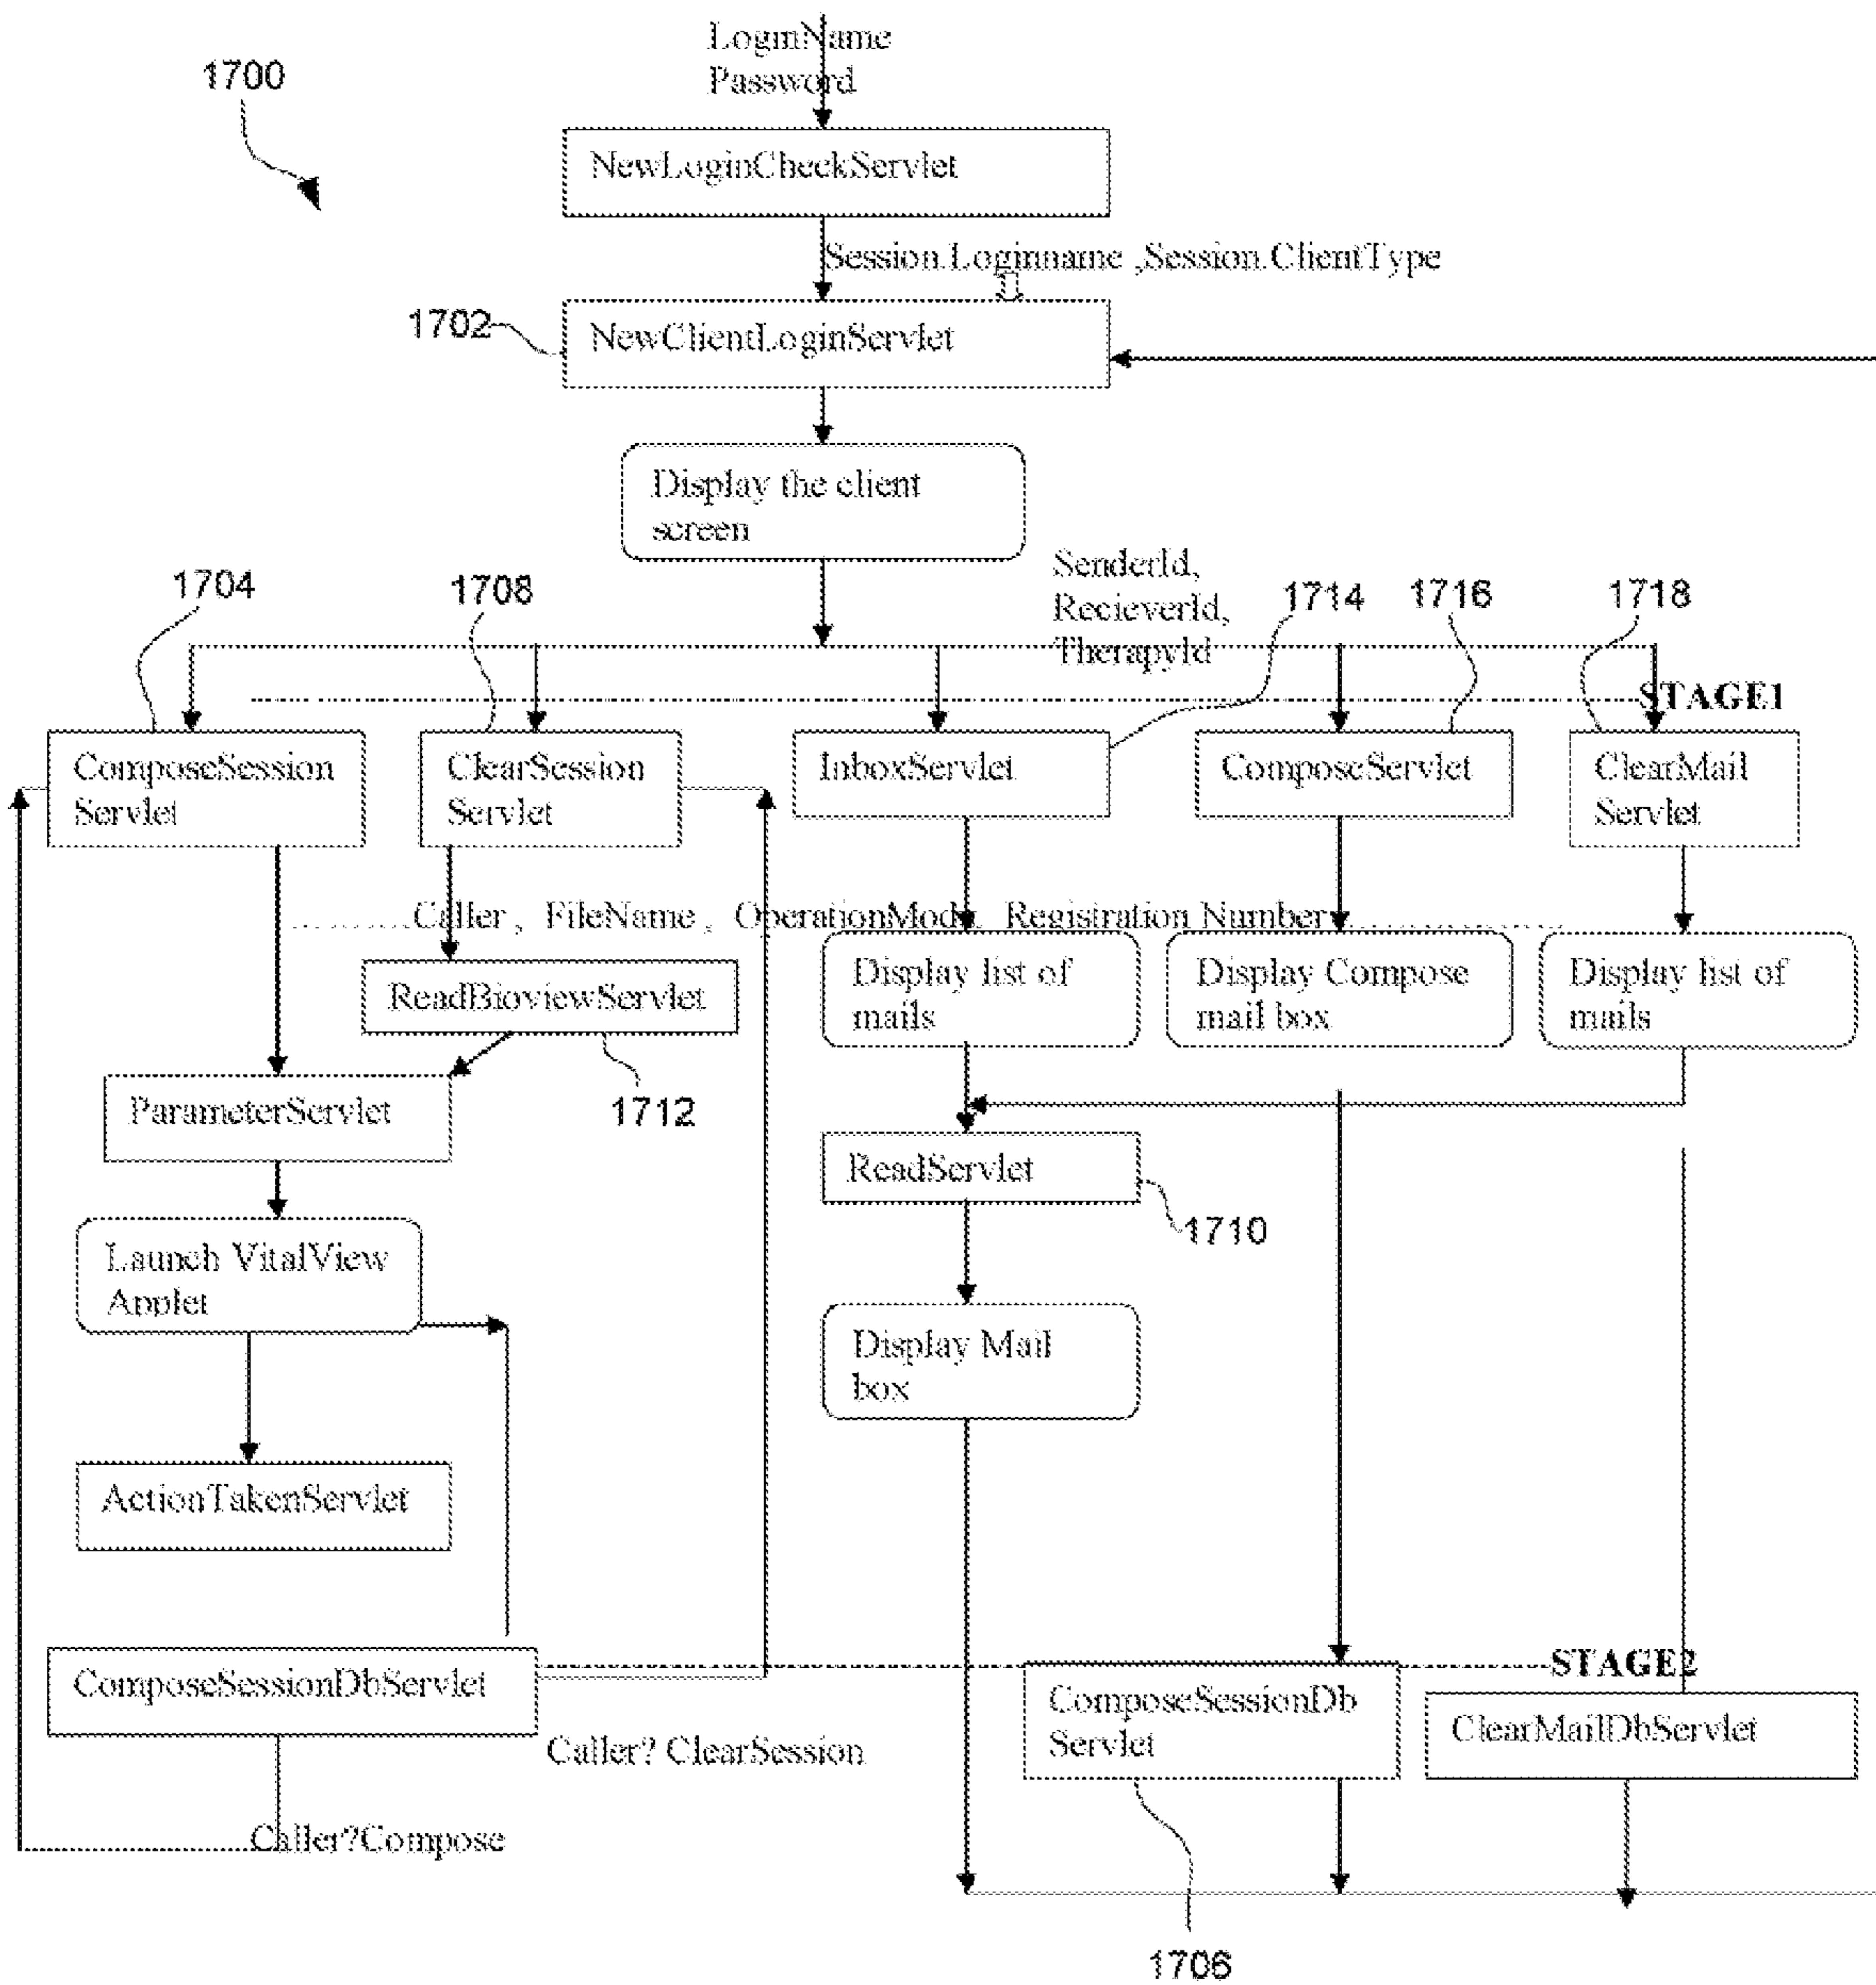 LoginName
Password
1700
NewLoginCheckServlet
Session.Loginname ,Session.ClientType
1702
NewClientLoginServlet
Display the client
screen
SenderId,
RecieverId,
TherapyId
1704
1708
1714
1716
1718
STAGE1
ComposeSession
Servlet
ClearSession
Servlet
InboxServlet
ComposeServlet
ClearMail
Servlet
Caller , FileName , OperationMode, Registration Number
ReadBioviewServlet
Display list of
mails
Display Compose
mail box
Display list of
mails
ParameterServlet
1712
ReadServlet
1710
Launch VitalView
Applet
Display Mail
box
ActionTakenServlet
STAGE2
ComposeSessionDbServlet
ComposeSessionDb
Servlet
ClearMailDbServlet
Caller? ClearSession
Caller?Compose
1706